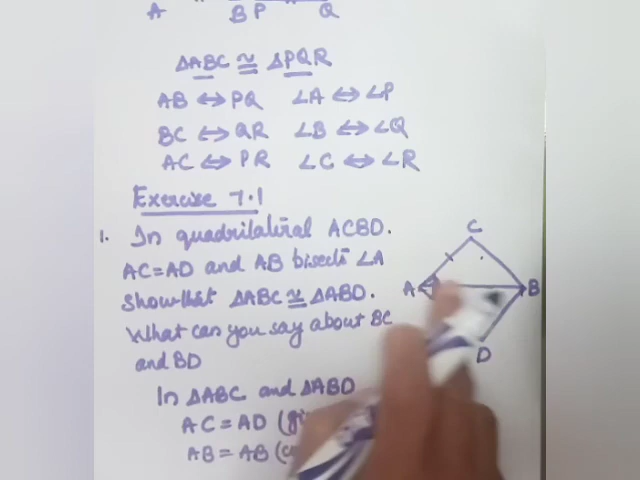 A B P Q
ΔABC ≅ ΔPQR
AB ⇔ PQ ∠A ⇔ ∠P
BC ⇔ QR ∠B ⇔ ∠Q
AC ⇔ PR ∠C ⇔ ∠R
Exercise 7.1
1. In quadrilateral ACBD.
AC=AD and AB bisects ∠A
show that ΔABC ≅ ΔABD.
What can you say about BC
and BD
C
A B
D
In ΔABC and ΔABD
AC = AD
AB = AB